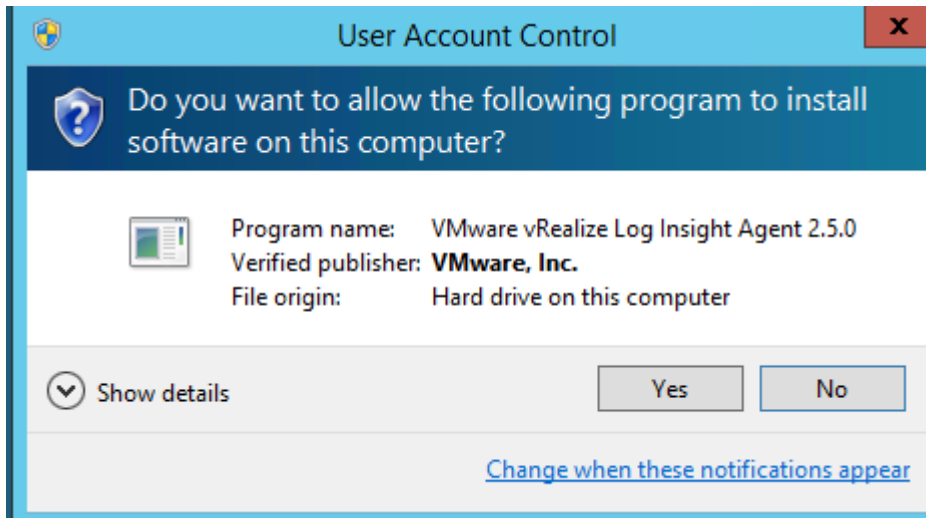 User Account Control
x
Do you want to allow the following program to install
software on this computer?
Program name: VMware vRealize Log Insight Agent 2.5.0
Verified publisher: VMware, Inc.
File origin: Hard drive on this computer
Show details
Yes No
Change when these notifications appear